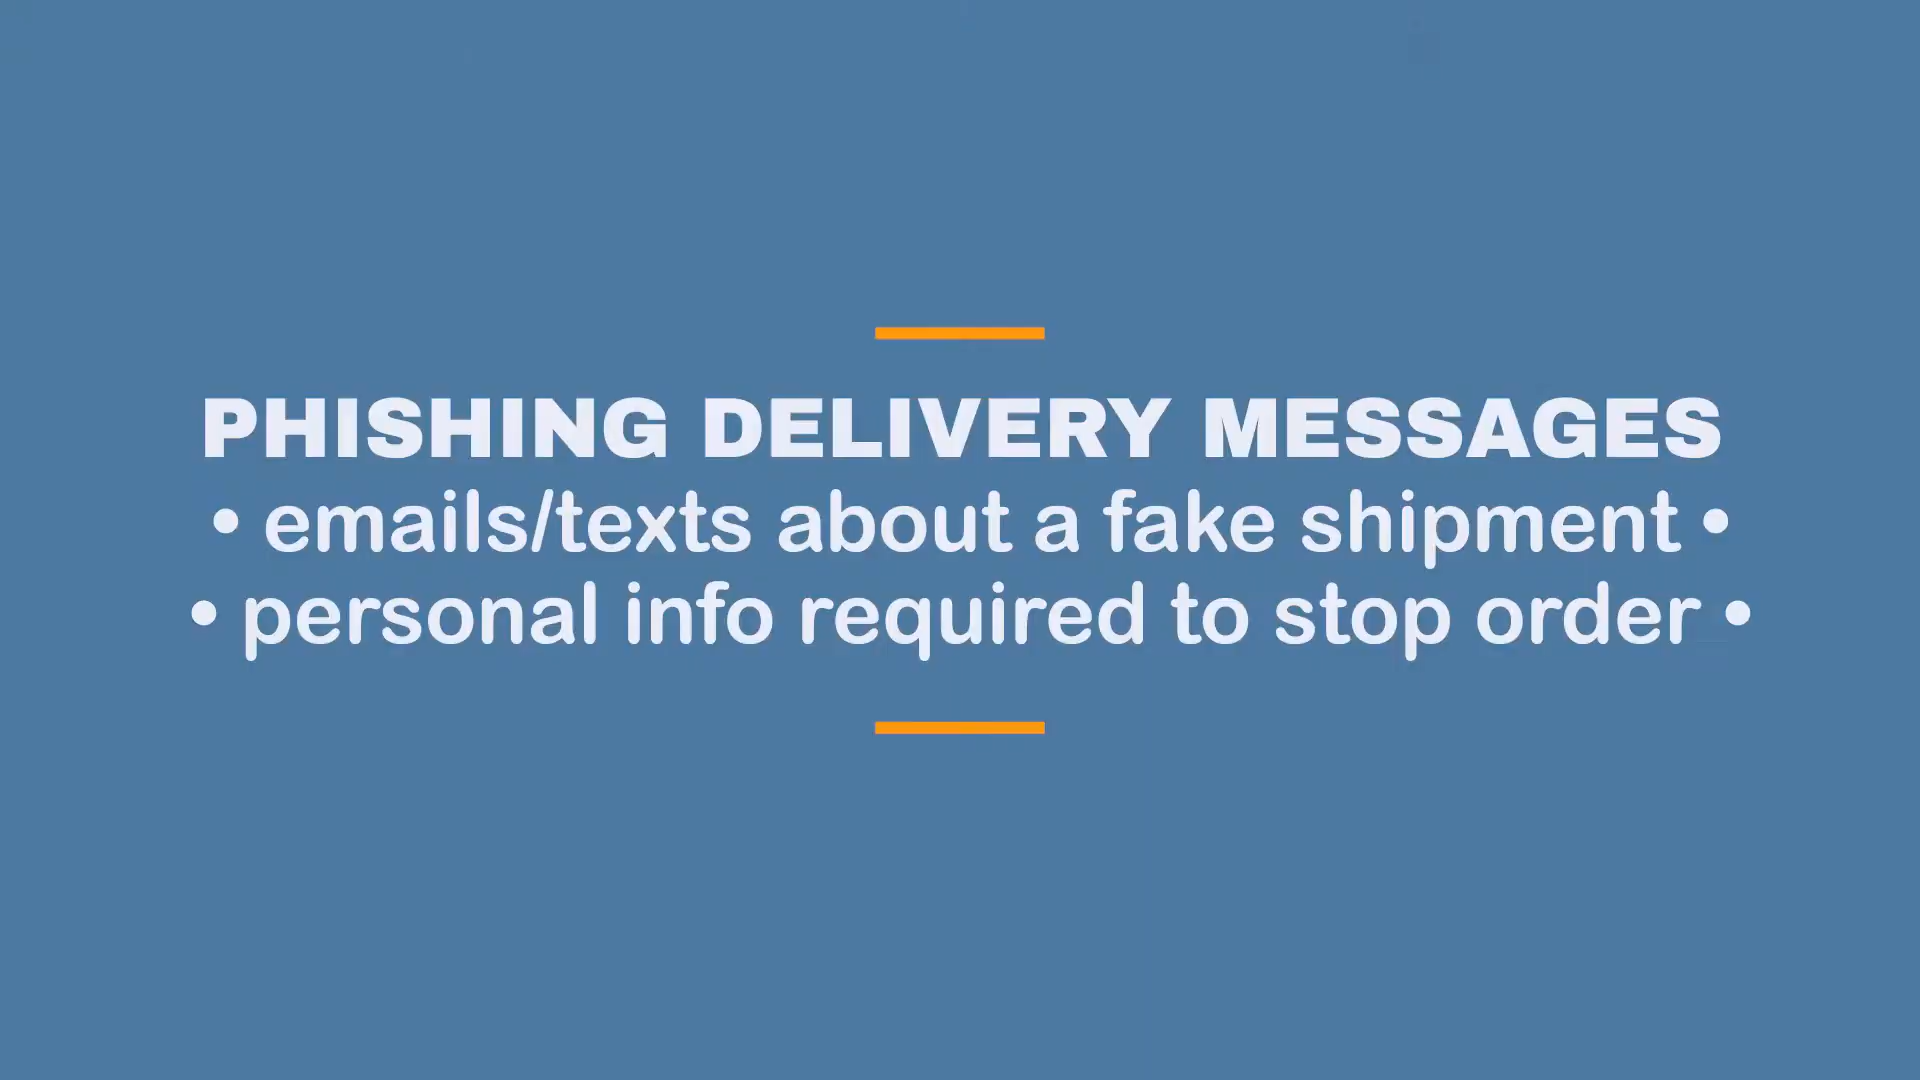 PHISHING DELIVERY MESSAGES
• emails/texts about a fake shipment •
• personal info required to stop order •